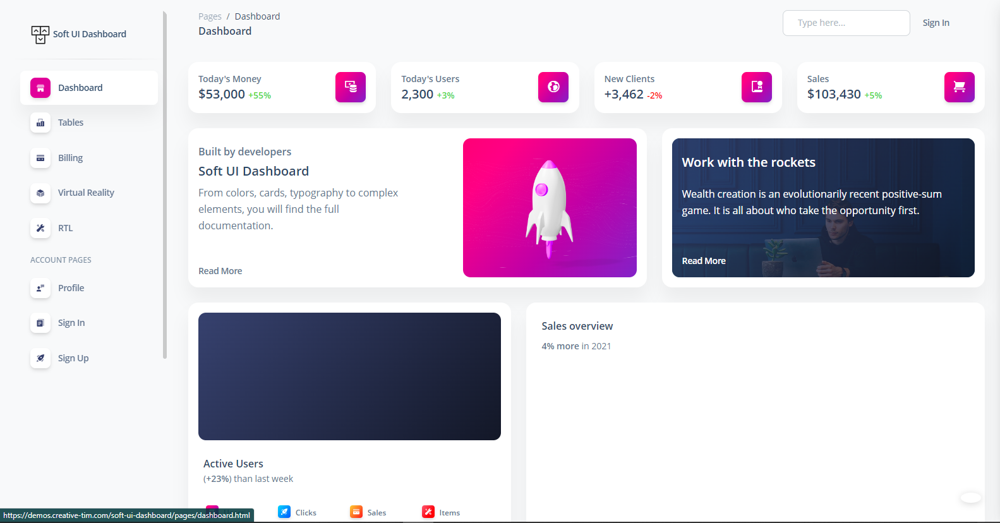 Soft UI Dashboard
Dashboard
Tables
Billing
Virtual Reality
RTL
ACCOUNT PAGES
Profile
Sign In
Sign Up
Pages / Dashboard
Dashboard
Type here...
Sign In
Today's Money
$53,000 +55%
Today's Users
2,300 +3%
New Clients
+3,462 -2%
Sales
$103,430 +5%
Built by developers
Soft UI Dashboard
From colors, cards, typography to complex
elements, you will find the full
documentation.
Read More
Work with the rockets
Wealth creation is an evolutionarily recent positive-sum
game. It is all about who take the opportunity first.
Read More
Active Users
(+23%) than last week
Clicks
Sales
Items
Sales overview
4% more in 2021
https://demos.creative-tim.com/soft-ui-dashboard/pages/dashboard.html